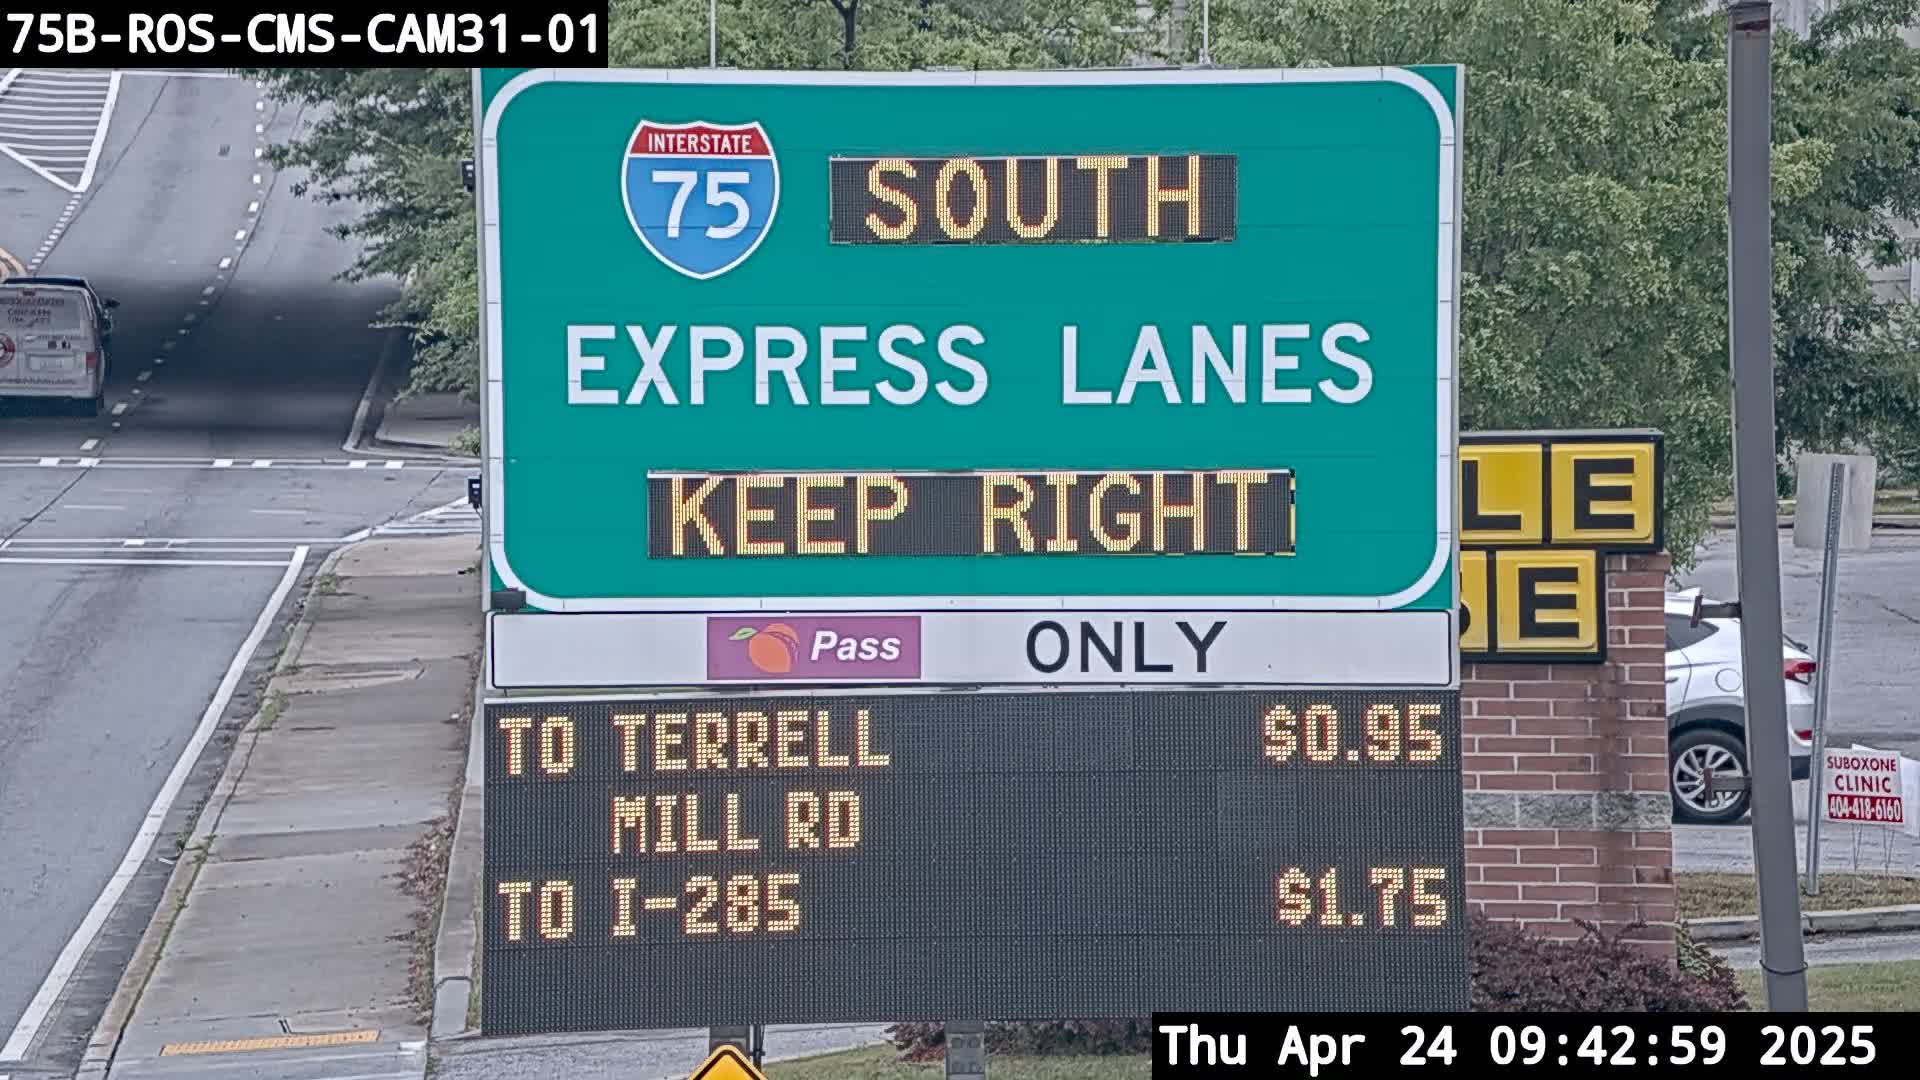 75B-ROS-CMS-CAM31-01
INTERSTATE
75
SOUTH
EXPRESS LANES
KEEP RIGHT
Pass
ONLY
TO TERRELL $0.95
MILL RD
TO I-285 $1.75
LE
E
SUBOXONE
CLINIC
404-418-6160
Thu Apr 24 09:42:59 2025